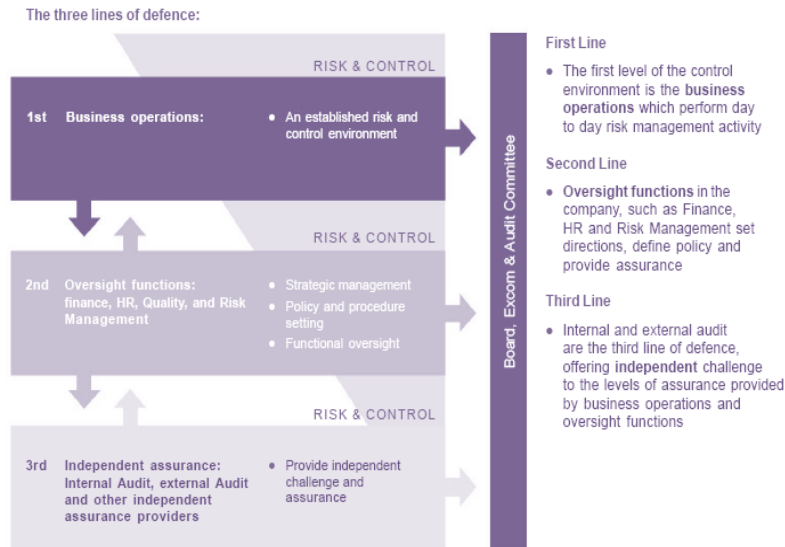 The three lines of defence:
RISK & CONTROL
1st Business operations:
• An established risk and
control environment
RISK & CONTROL
2nd Oversight functions:
finance, HR, Quality, and Risk
Management
• Strategic management
• Policy and procedure
setting
• Functional oversight
RISK & CONTROL
3rd Independent assurance:
Internal Audit, external Audit
and other independent
assurance providers
• Provide independent
challenge and
assurance
Board, Excom & Audit Committee
First Line
• The first level of the control
environment is the business
operations which perform day
to day risk management activity
Second Line
• Oversight functions in the
company, such as Finance,
HR and Risk Management set
directions, define policy and
provide assurance
Third Line
• Internal and external audit
are the third line of defence,
offering independent challenge
to the levels of assurance provided
by business operations and
oversight functions